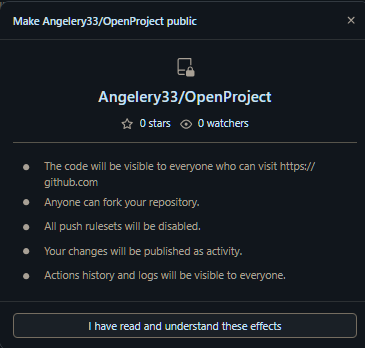 Make Angelery33/OpenProject public
Angelery33/OpenProject
0 stars 0 watchers
The code will be visible to everyone who can visit https://
github.com
Anyone can fork your repository.
All push rulesets will be disabled.
Your changes will be published as activity.
Actions history and logs will be visible to everyone.
I have read and understand these effects